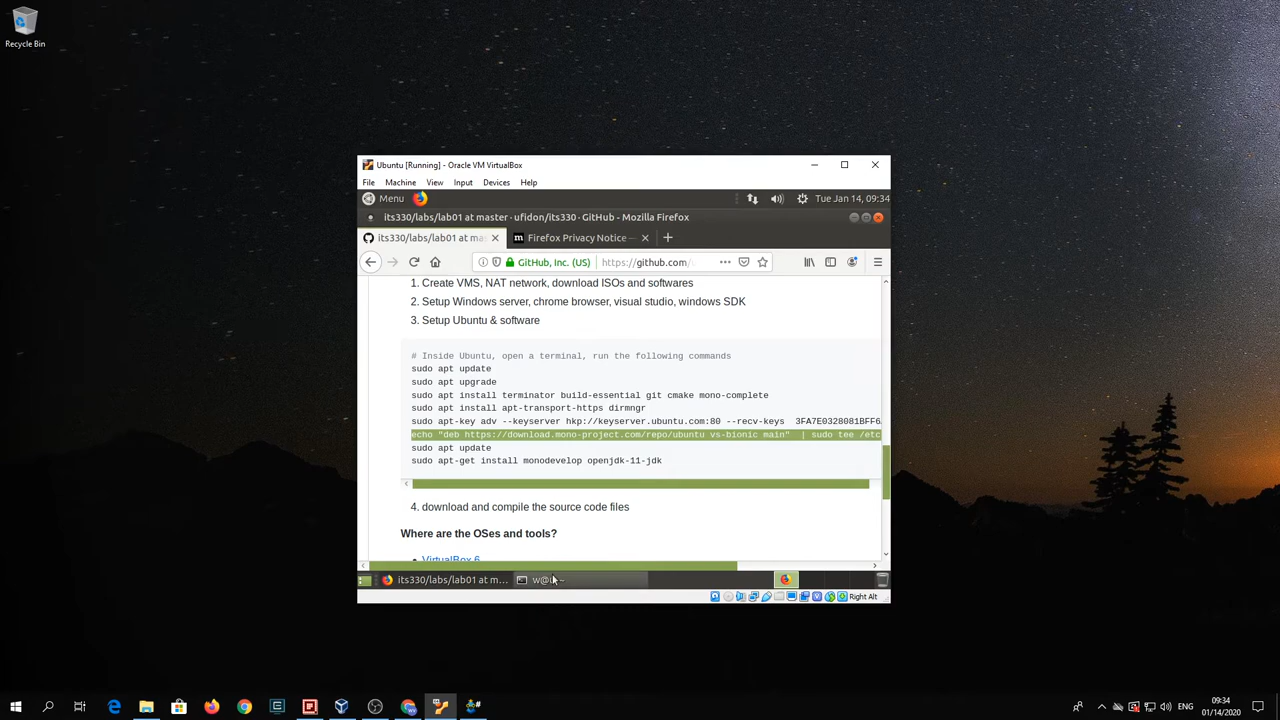 Recycle Bin
Ubuntu [Running] - Oracle VM VirtualBox
File Machine View Input Devices Help
Menu Tue Jan 14, 09:34
its330/labs/lab01 at master · ufidon/its330 · GitHub - Mozilla Firefox
its330/labs/lab01 at mas Firefox Privacy Notice —
GitHub, Inc. (US) https://github.com/
1. Create VMS, NAT network, download ISOs and softwares
2. Setup Windows server, chrome browser, visual studio, windows SDK
3. Setup Ubuntu & software
# Inside Ubuntu, open a terminal, run the following commands
sudo apt update
sudo apt upgrade
sudo apt install terminator build-essential git cmake mono-complete
sudo apt install apt-transport-https dirmngr
sudo apt-key adv --keyserver hkp://keyserver.ubuntu.com:80 --recv-keys 3FA7E0328081BFF6
echo "deb https://download.mono-project.com/repo/ubuntu vs-bionic main" | sudo tee /etc
sudo apt update
sudo apt-get install monodevelop openjdk-11-jdk
4. download and compile the source code files
Where are the OSes and tools?
VirtualBox 6
its330/labs/lab01 at m...
Right Alt
ENG
09:34
01/14/2020